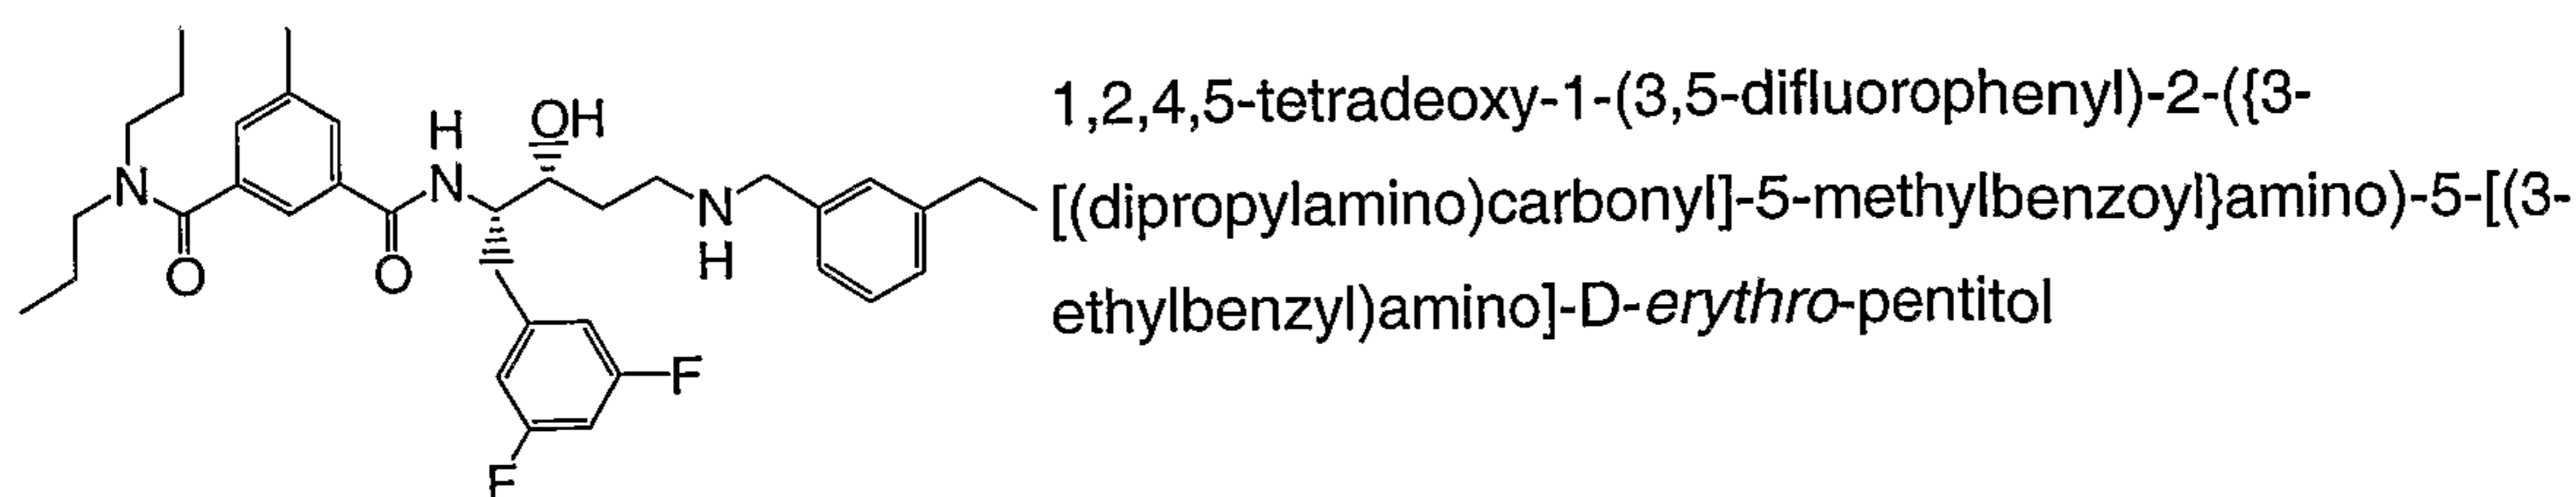 1,2,4,5-tetradeoxy-1-(3,5-difluorophenyl)-2-({3-
[(dipropylamino)carbonyl]-5-methylbenzoyl}amino)-5-[(3-
ethylbenzyl)amino]-D-erythro-pentitol
H
OH
N
N
N
H
O
O
F
F